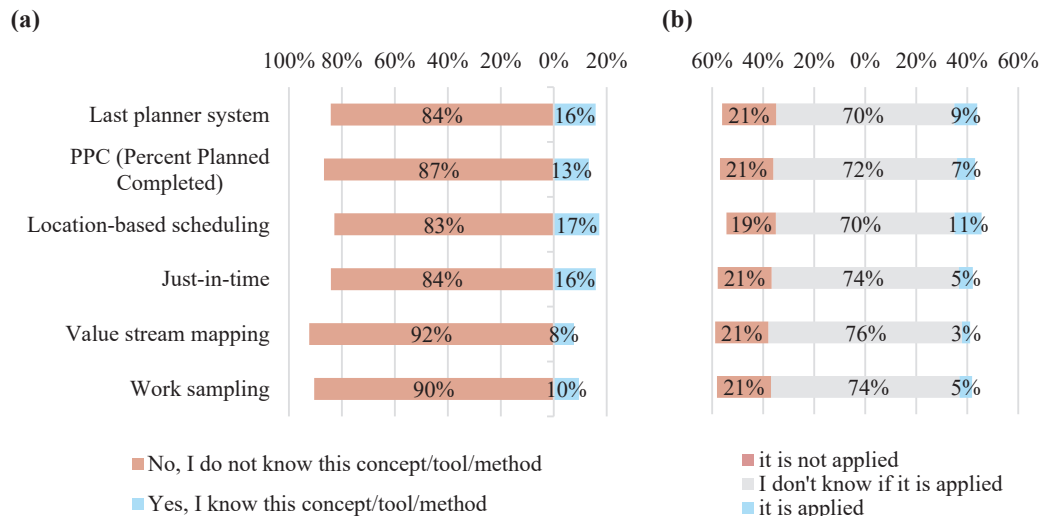 (a)
(b)
100% 80% 60% 40% 20% 0% 20%
60% 40% 20% 0% 20% 40% 60%
Last planner system 84% 16% 21% 70% 9%
PPC (Percent Planned
Completed) 87% 13% 21% 72% 7%
Location-based scheduling 83% 17% 19% 70% 11%
Just-in-time 84% 16% 21% 74% 5%
Value stream mapping 92% 8% 21% 76% 3%
Work sampling 90% 10% 21% 74% 5%
No, I do not know this concept/tool/method
Yes, I know this concept/tool/method
it is not applied
I don't know if it is applied
it is applied